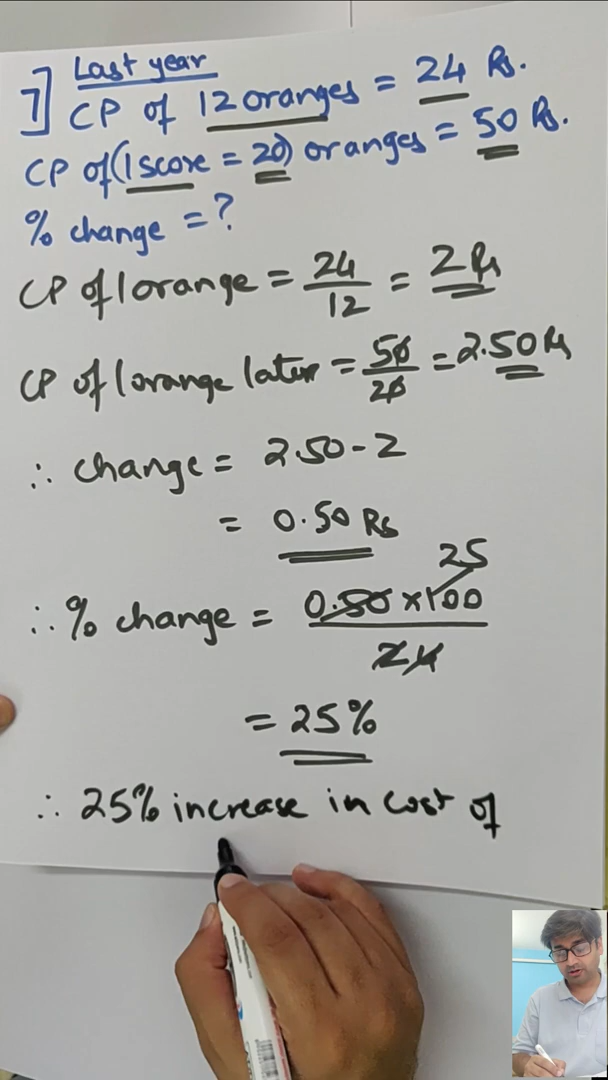 7] Last year
CP of 12 oranges = 24 Rs.
CP of (1 score = 20) oranges = 50 Rs.
% change = ?
CP of 1 orange = 24/12 = 2 Rs
CP of 1 orange later = 50/20 = 2.50 Rs
∴ change = 2.50 - 2
= 0.50 Rs
25
∴ % change = 0.50 × 100 / 2
= 25%
∴ 25% increase in cost of